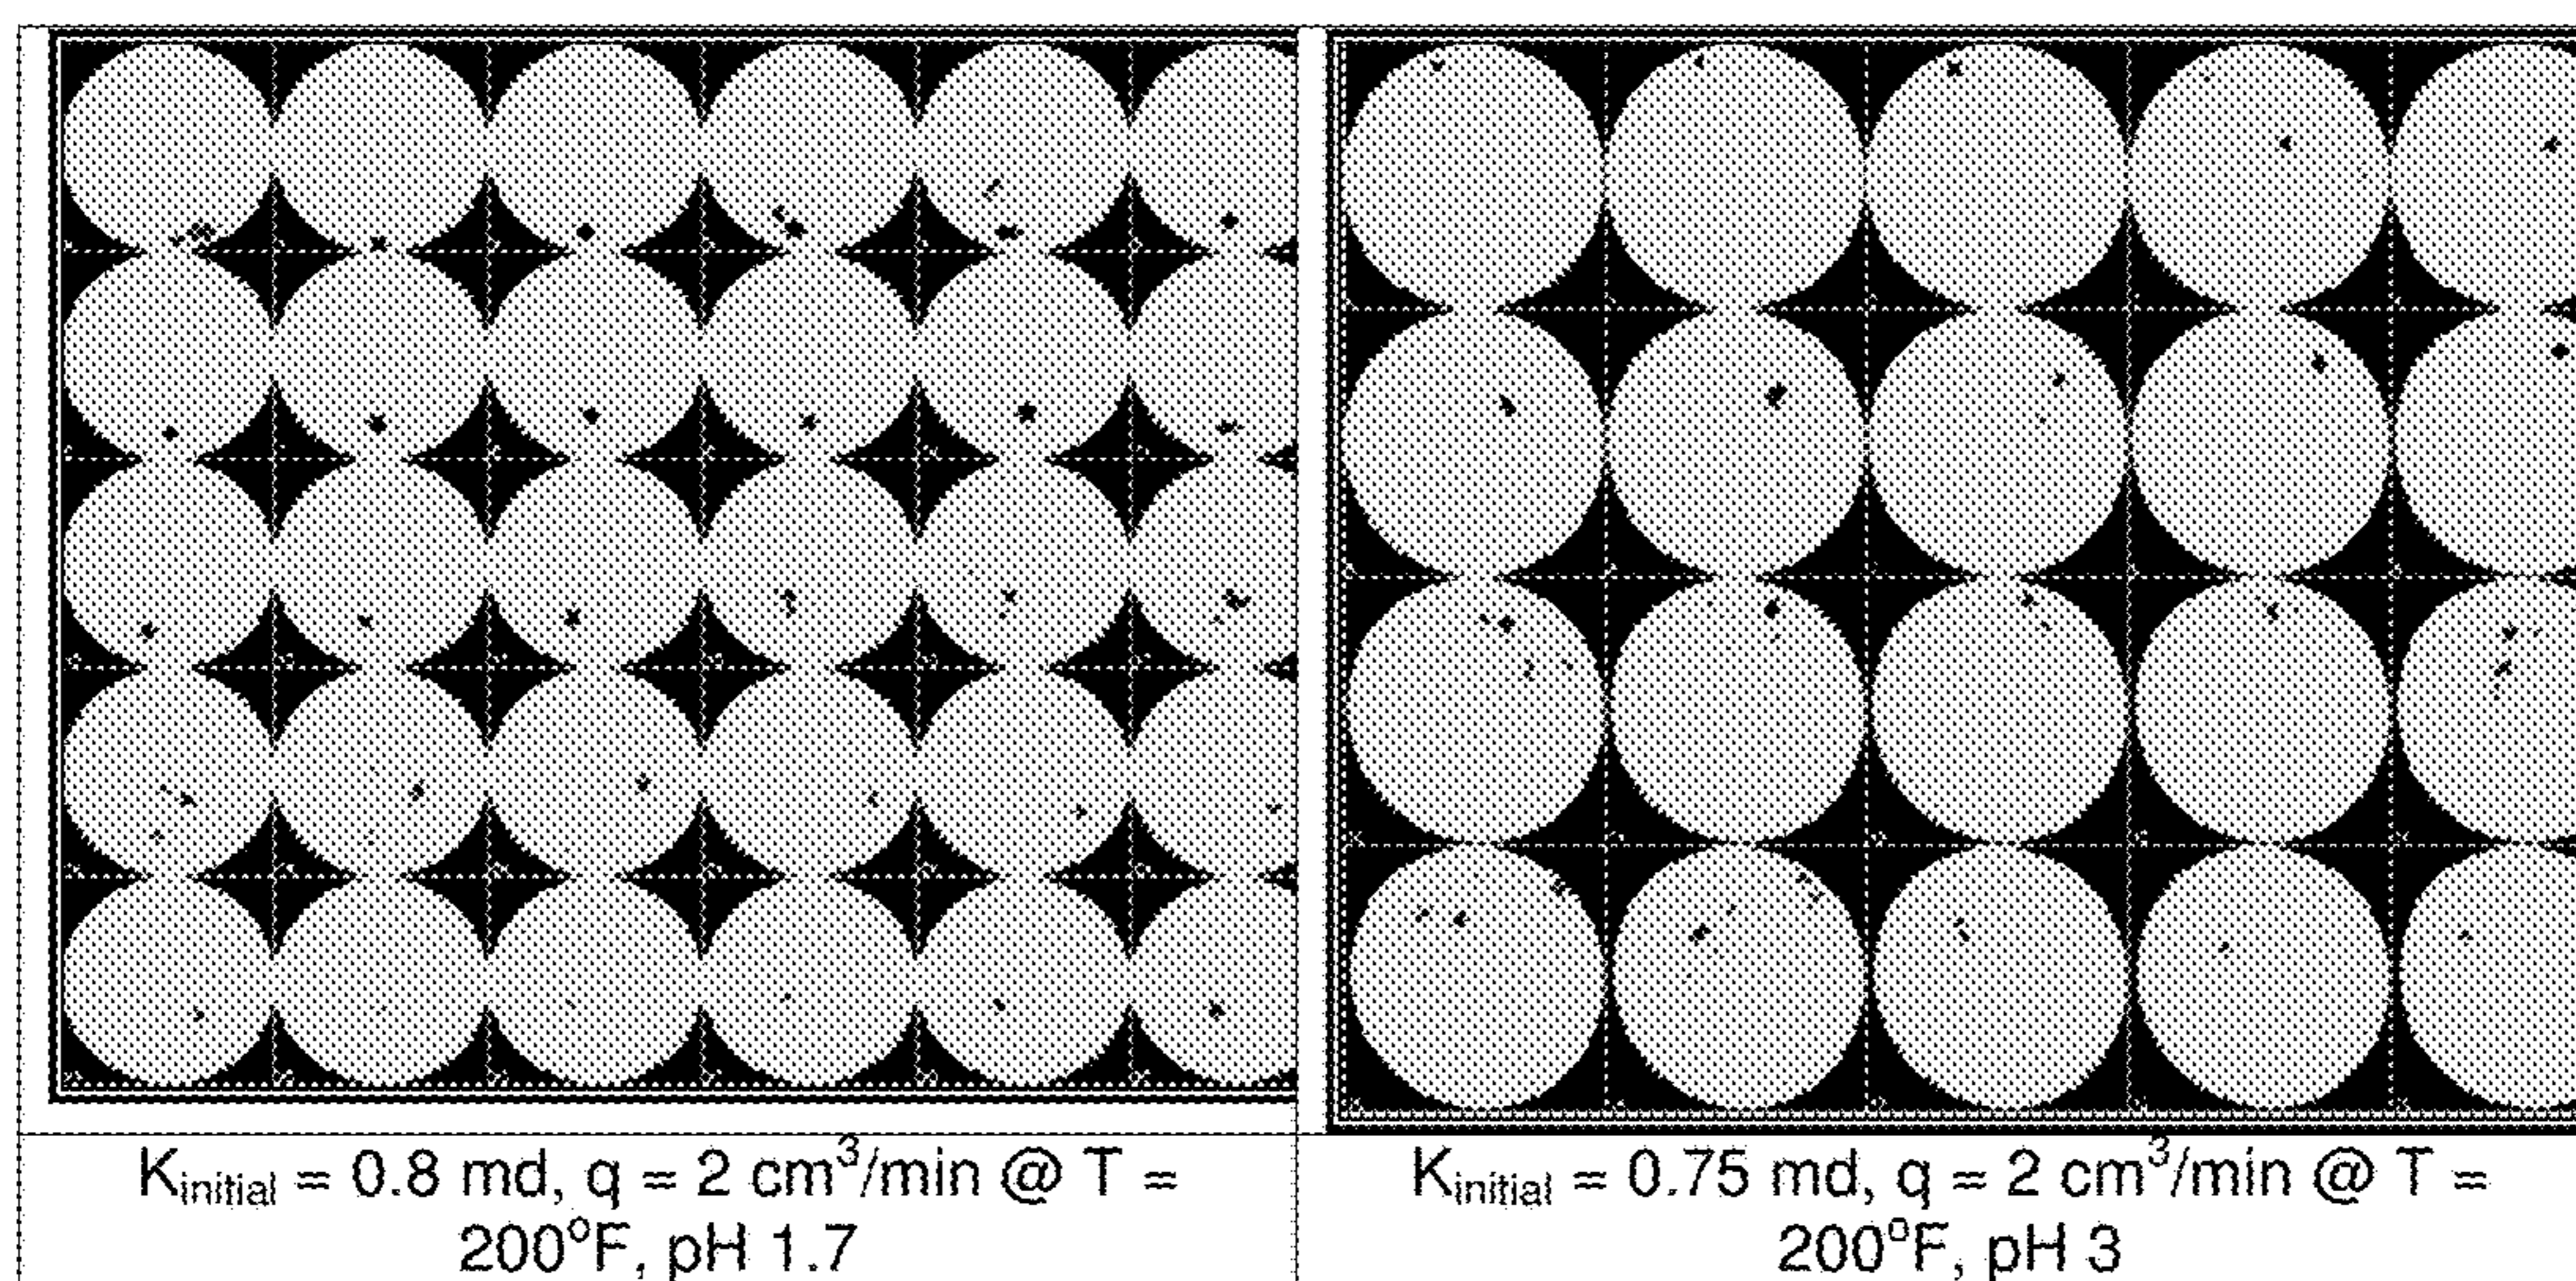 Kinitial = 0.8 md, q = 2 cm³/min @ T =
200°F, pH 1.7
Kinitial = 0.75 md, q = 2 cm³/min @ T =
200°F, pH 3